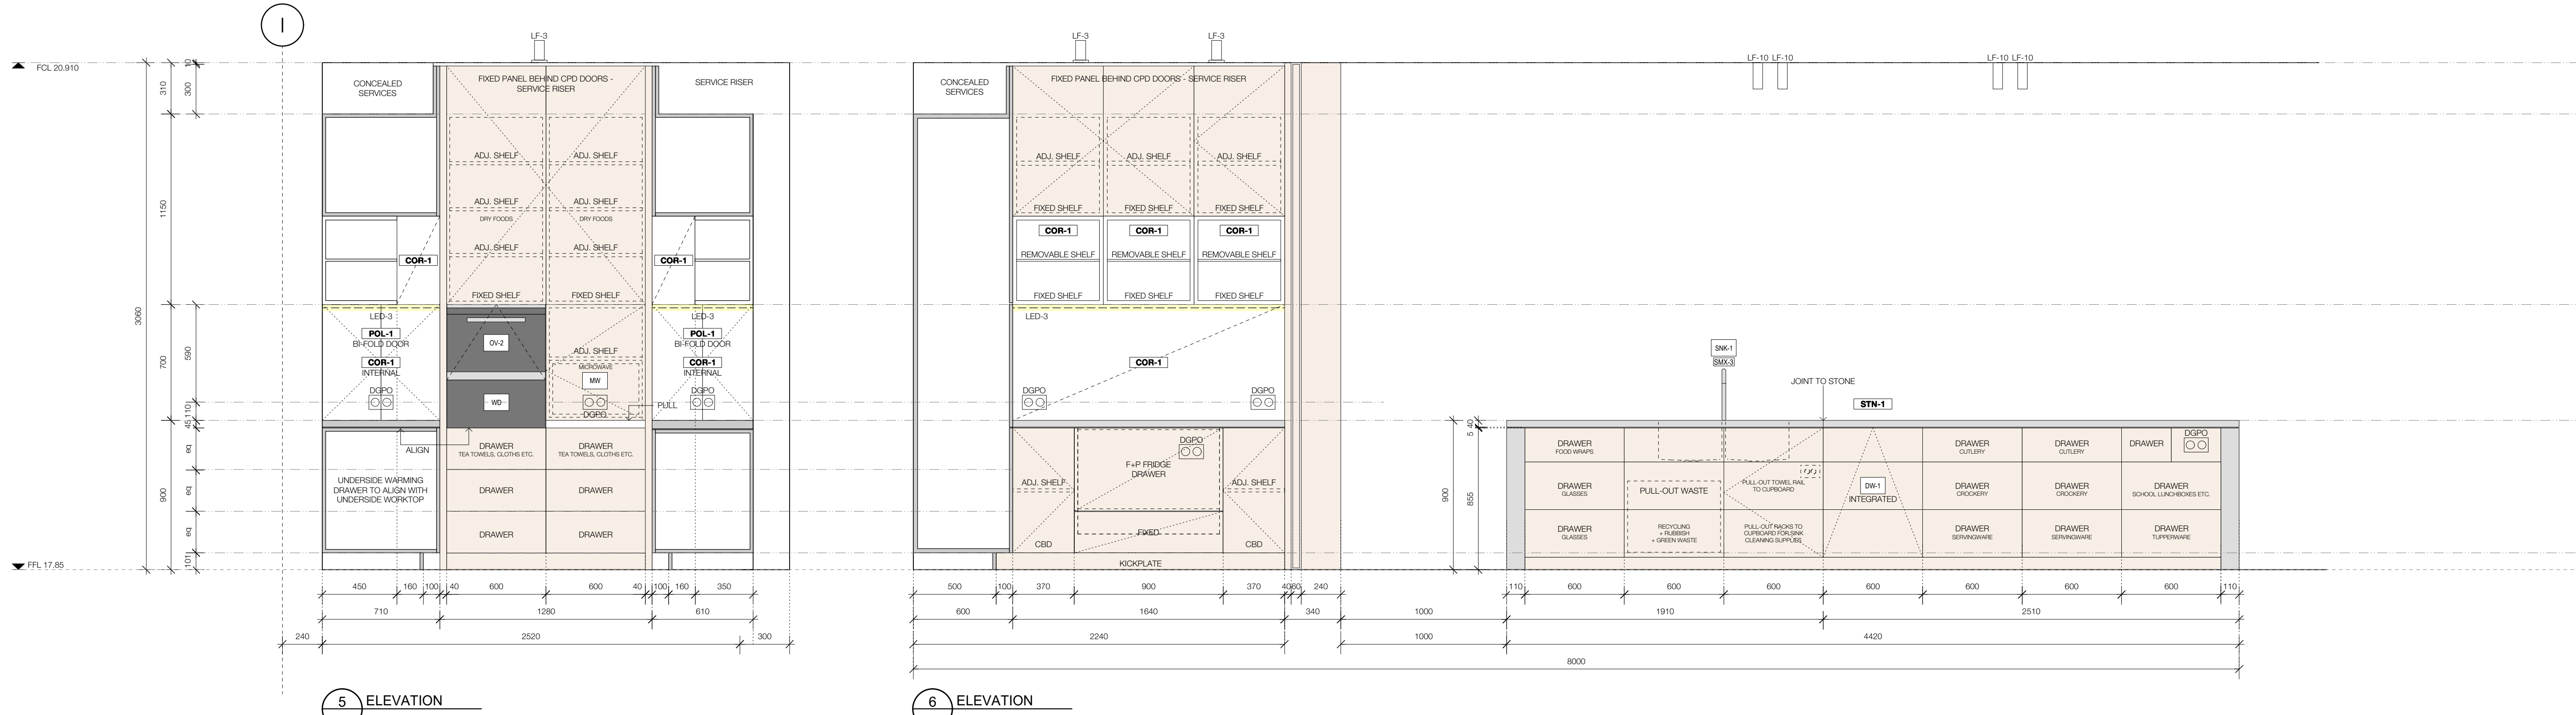 I
LF-3
LF-3
LF-3
LF-10 LF-10
LF-10 LF-10
FCL 20.910
FFL 17.85
3060
310
1150
700
900
10
300
590
110
45
eq
eq
eq
101
CONCEALED
SERVICES
FIXED PANEL BEHIND CPD DOORS -
SERVICE RISER
SERVICE RISER
ADJ. SHELF
ADJ. SHELF
ADJ. SHELF
ADJ. SHELF
DRY FOODS
DRY FOODS
ADJ. SHELF
ADJ. SHELF
COR-1
COR-1
FIXED SHELF
FIXED SHELF
LED-3
POL-1
BI-FOLD DOOR
COR-1
INTERNAL
DGPO
OV-2
WD
ADJ. SHELF
MICROWAVE
MW
DGPO
PULL
LED-3
POL-1
BI-FOLD DOOR
COR-1
INTERNAL
DGPO
ALIGN
UNDERSIDE WARMING
DRAWER TO ALIGN WITH
UNDERSIDE WORKTOP
DRAWER
TEA TOWELS, CLOTHS ETC.
DRAWER
TEA TOWELS, CLOTHS ETC.
DRAWER
DRAWER
DRAWER
DRAWER
450
160
100
40
600
600
40
100
160
350
710
1280
610
240
2520
300
5
ELEVATION
CONCEALED
SERVICES
FIXED PANEL BEHIND CPD DOORS - SERVICE RISER
ADJ. SHELF
ADJ. SHELF
ADJ. SHELF
FIXED SHELF
FIXED SHELF
FIXED SHELF
COR-1
COR-1
COR-1
REMOVABLE SHELF
REMOVABLE SHELF
REMOVABLE SHELF
FIXED SHELF
FIXED SHELF
FIXED SHELF
LED-3
COR-1
DGPO
DGPO
DGPO
F+P FRIDGE
DRAWER
ADJ. SHELF
ADJ. SHELF
FIXED
CBD
CBD
KICKPLATE
500
100
370
900
370
40
60
240
600
1640
340
1000
2240
1000
8000
6
ELEVATION
900
5
40
855
SNK-1
SMX-3
JOINT TO STONE
STN-1
DRAWER
FOOD WRAPS
DRAWER
GLASSES
DRAWER
GLASSES
PULL-OUT WASTE
RECYCLING
+ RUBBISH
+ GREEN WASTE
PULL-OUT TOWEL RAIL
TO CUPBOARD
PULL-OUT RACKS TO
CUPBOARD FOR SINK
CLEANING SUPPLIES
DW-1
INTEGRATED
DRAWER
CUTLERY
DRAWER
CUTLERY
DRAWER
DGPO
DRAWER
CROCKERY
DRAWER
CROCKERY
DRAWER
SCHOOL LUNCHBOXES ETC.
DRAWER
SERVINGWARE
DRAWER
SERVINGWARE
DRAWER
TUPPERWARE
110
600
600
600
600
600
600
600
110
1910
2510
4420